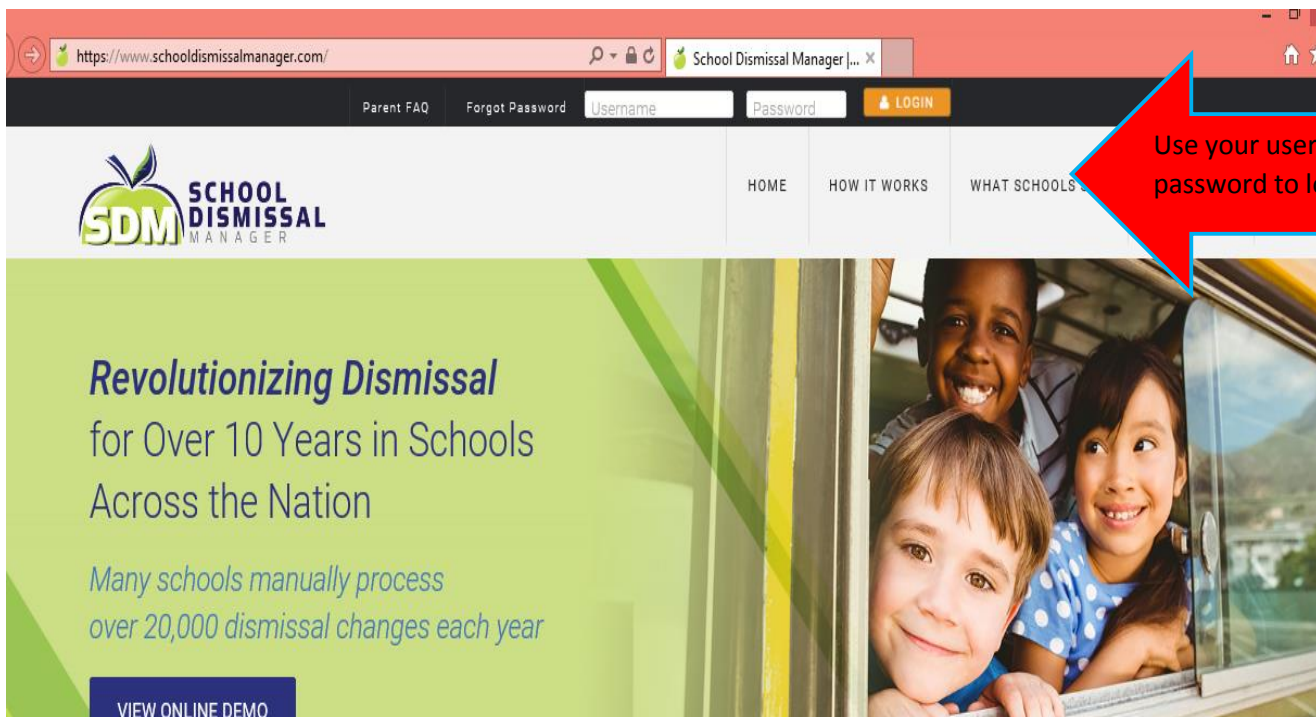 https://www.schooldismissalmanager.com/
School Dismissal Manager |...
Parent FAQ Forgot Password Username Password LOGIN
SDM SCHOOL
DISMISSAL
MANAGER
HOME HOW IT WORKS WHAT SCHOOLS
Use your user
password to
Revolutionizing Dismissal
for Over 10 Years in Schools
Across the Nation
Many schools manually process
over 20,000 dismissal changes each year
VIEW ONLINE DEMO